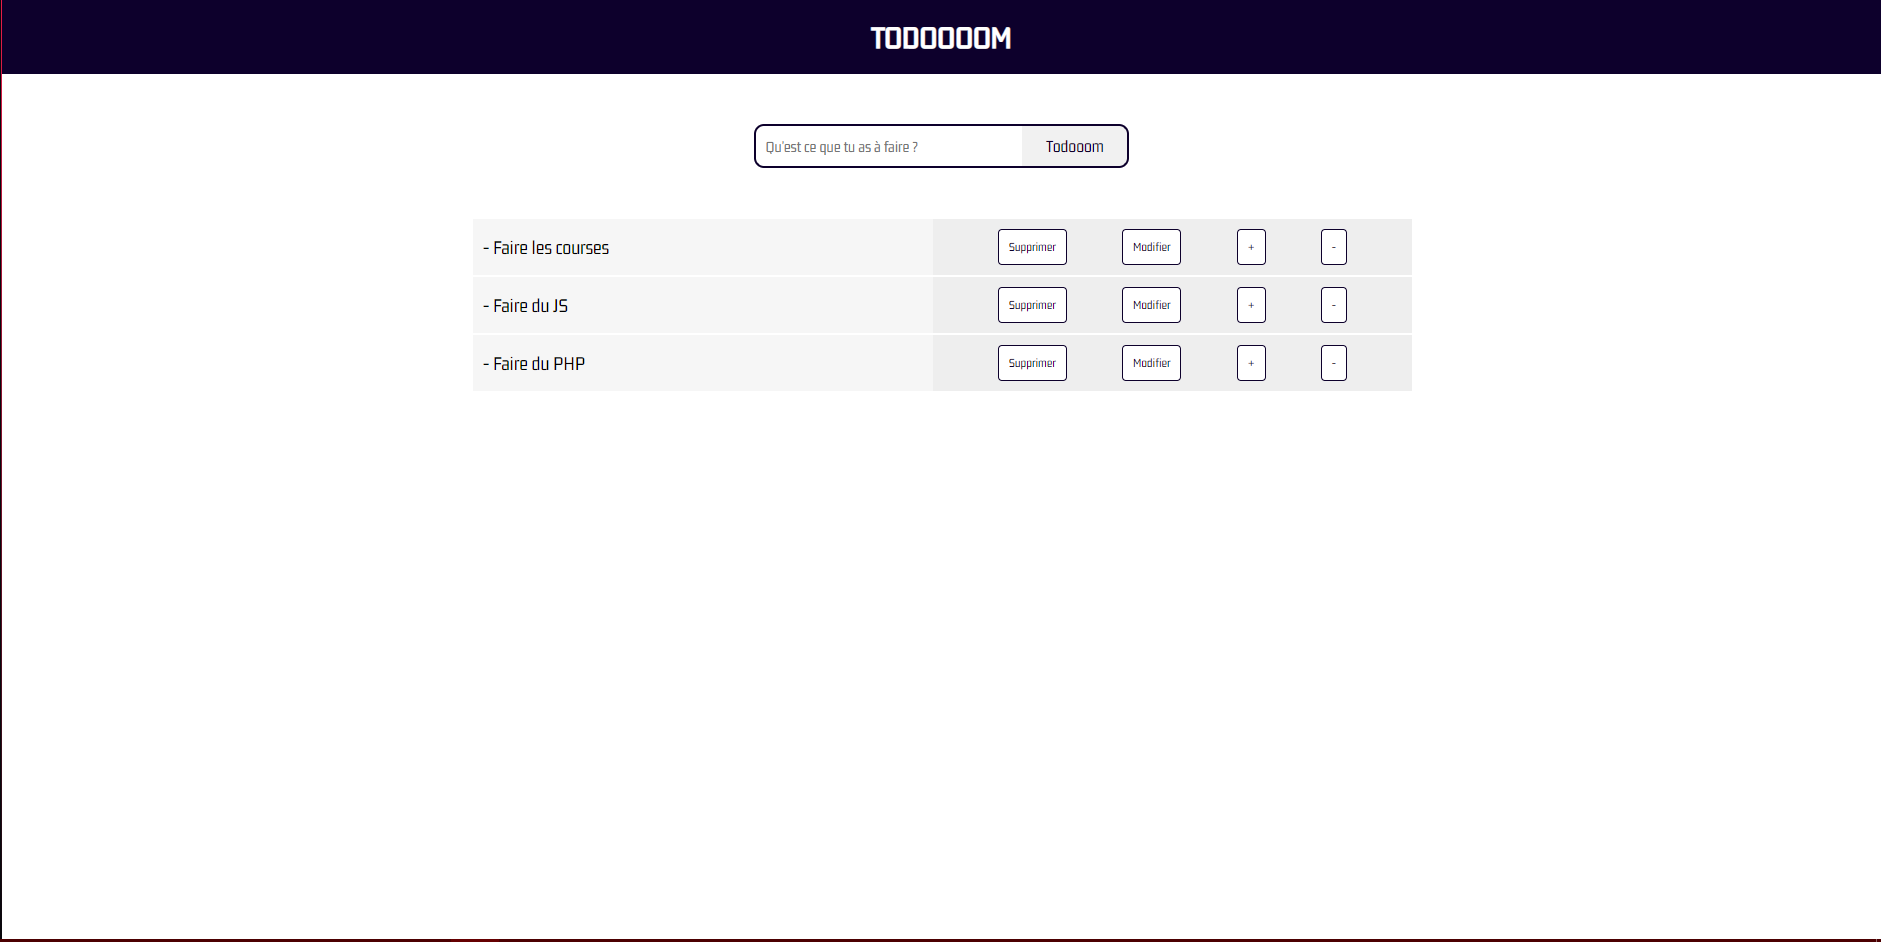 TODOOOOM
Qu'est ce que tu as à faire ? Todooom
- Faire les courses Supprimer Modifier + -
- Faire du JS Supprimer Modifier + -
- Faire du PHP Supprimer Modifier + -